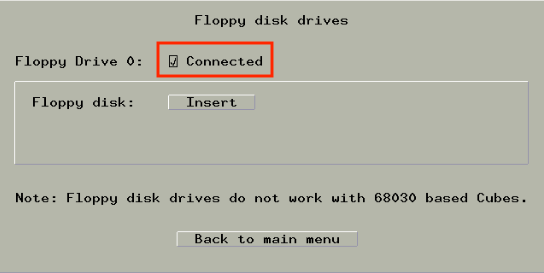 Floppy disk drives
Floppy Drive 0: Connected
Floppy disk: Insert
Note: Floppy disk drives do not work with 68030 based Cubes.
Back to main menu